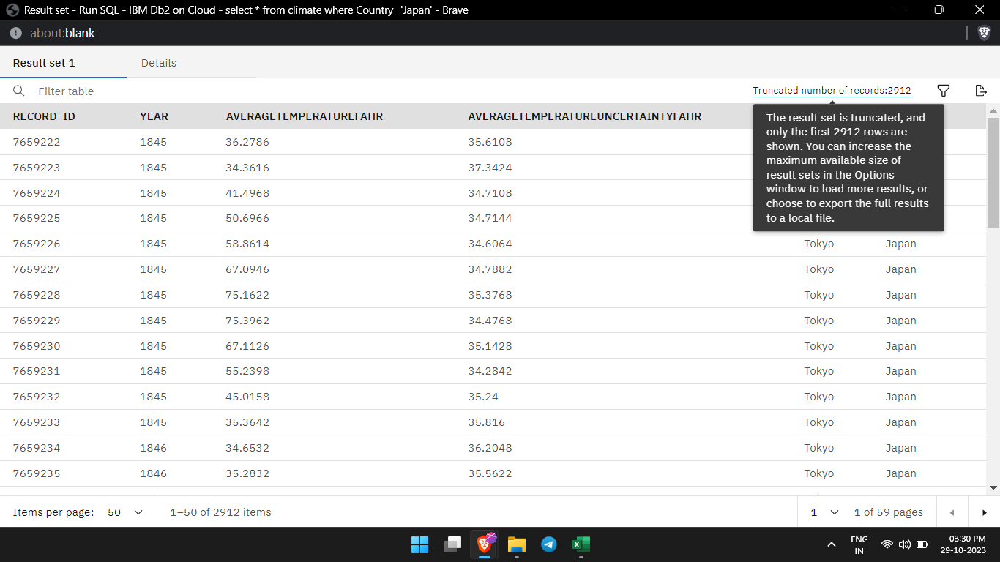 Result set - Run SQL - IBM Db2 on Cloud - select * from climate where Country='Japan' - Brave
about:blank
Result set 1 Details
Filter table Truncated number of records:2912
RECORD_ID YEAR AVERAGETEMPERATUREFAHR AVERAGETEMPERATUREUNCERTAINTYFAHR
The result set is truncated, and
only the first 2912 rows are
shown. You can increase the
maximum available size of
result sets in the Options
window to load more results, or
choose to export the full results
to a local file.
7659222 1845 36.2786 35.6108
7659223 1845 34.3616 37.3424
7659224 1845 41.4968 34.7108
7659225 1845 50.6966 34.7144
7659226 1845 58.8614 34.6064 Tokyo Japan
7659227 1845 67.0946 34.7882 Tokyo Japan
7659228 1845 75.1622 35.3768 Tokyo Japan
7659229 1845 75.3962 34.4768 Tokyo Japan
7659230 1845 67.1126 35.1428 Tokyo Japan
7659231 1845 55.2398 34.2842 Tokyo Japan
7659232 1845 45.0158 35.24 Tokyo Japan
7659233 1845 35.3642 35.816 Tokyo Japan
7659234 1846 34.6532 36.2048 Tokyo Japan
7659235 1846 35.2832 35.5622 Tokyo Japan
Items per page: 50 1–50 of 2912 items 1 1 of 59 pages
ENG 03:30 PM
IN 29-10-2023